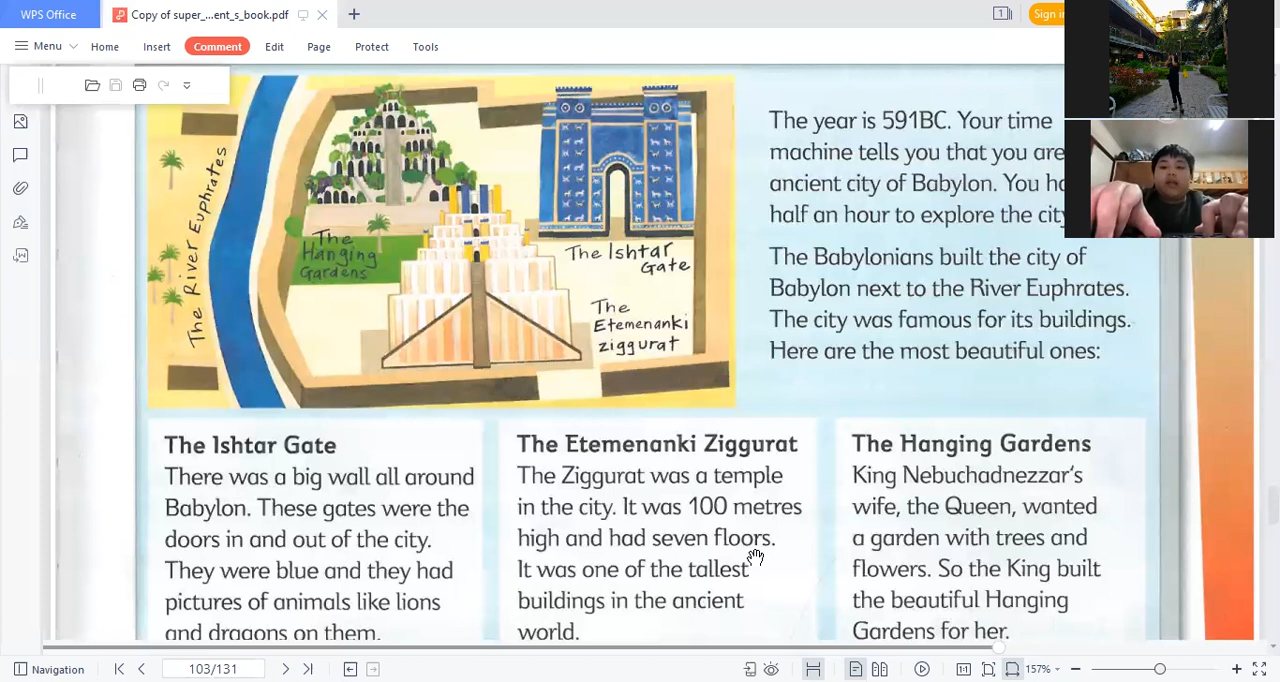 WPS Office
Copy of super_...ent_s_book.pdf
1
Sign in
Menu
Home
Insert
Comment
Edit
Page
Protect
Tools
The River Euphrates
The
Hanging
Gardens
The Ishtar
Gate
The
Etemenanki
ziggurat
The year is 591BC. Your time
machine tells you that you are
ancient city of Babylon. You
half an hour to explore the city
The Babylonians built the city of
Babylon next to the River Euphrates.
The city was famous for its buildings.
Here are the most beautiful ones:
The Ishtar Gate
There was a big wall all around
Babylon. These gates were the
doors in and out of the city.
They were blue and they had
pictures of animals like lions
and dragons on them.
The Etemenanki Ziggurat
The Ziggurat was a temple
in the city. It was 100 metres
high and had seven floors.
It was one of the tallest
buildings in the ancient
world.
The Hanging Gardens
King Nebuchadnezzar's
wife, the Queen, wanted
a garden with trees and
flowers. So the King built
the beautiful Hanging
Gardens for her.
Navigation
103/131
157%